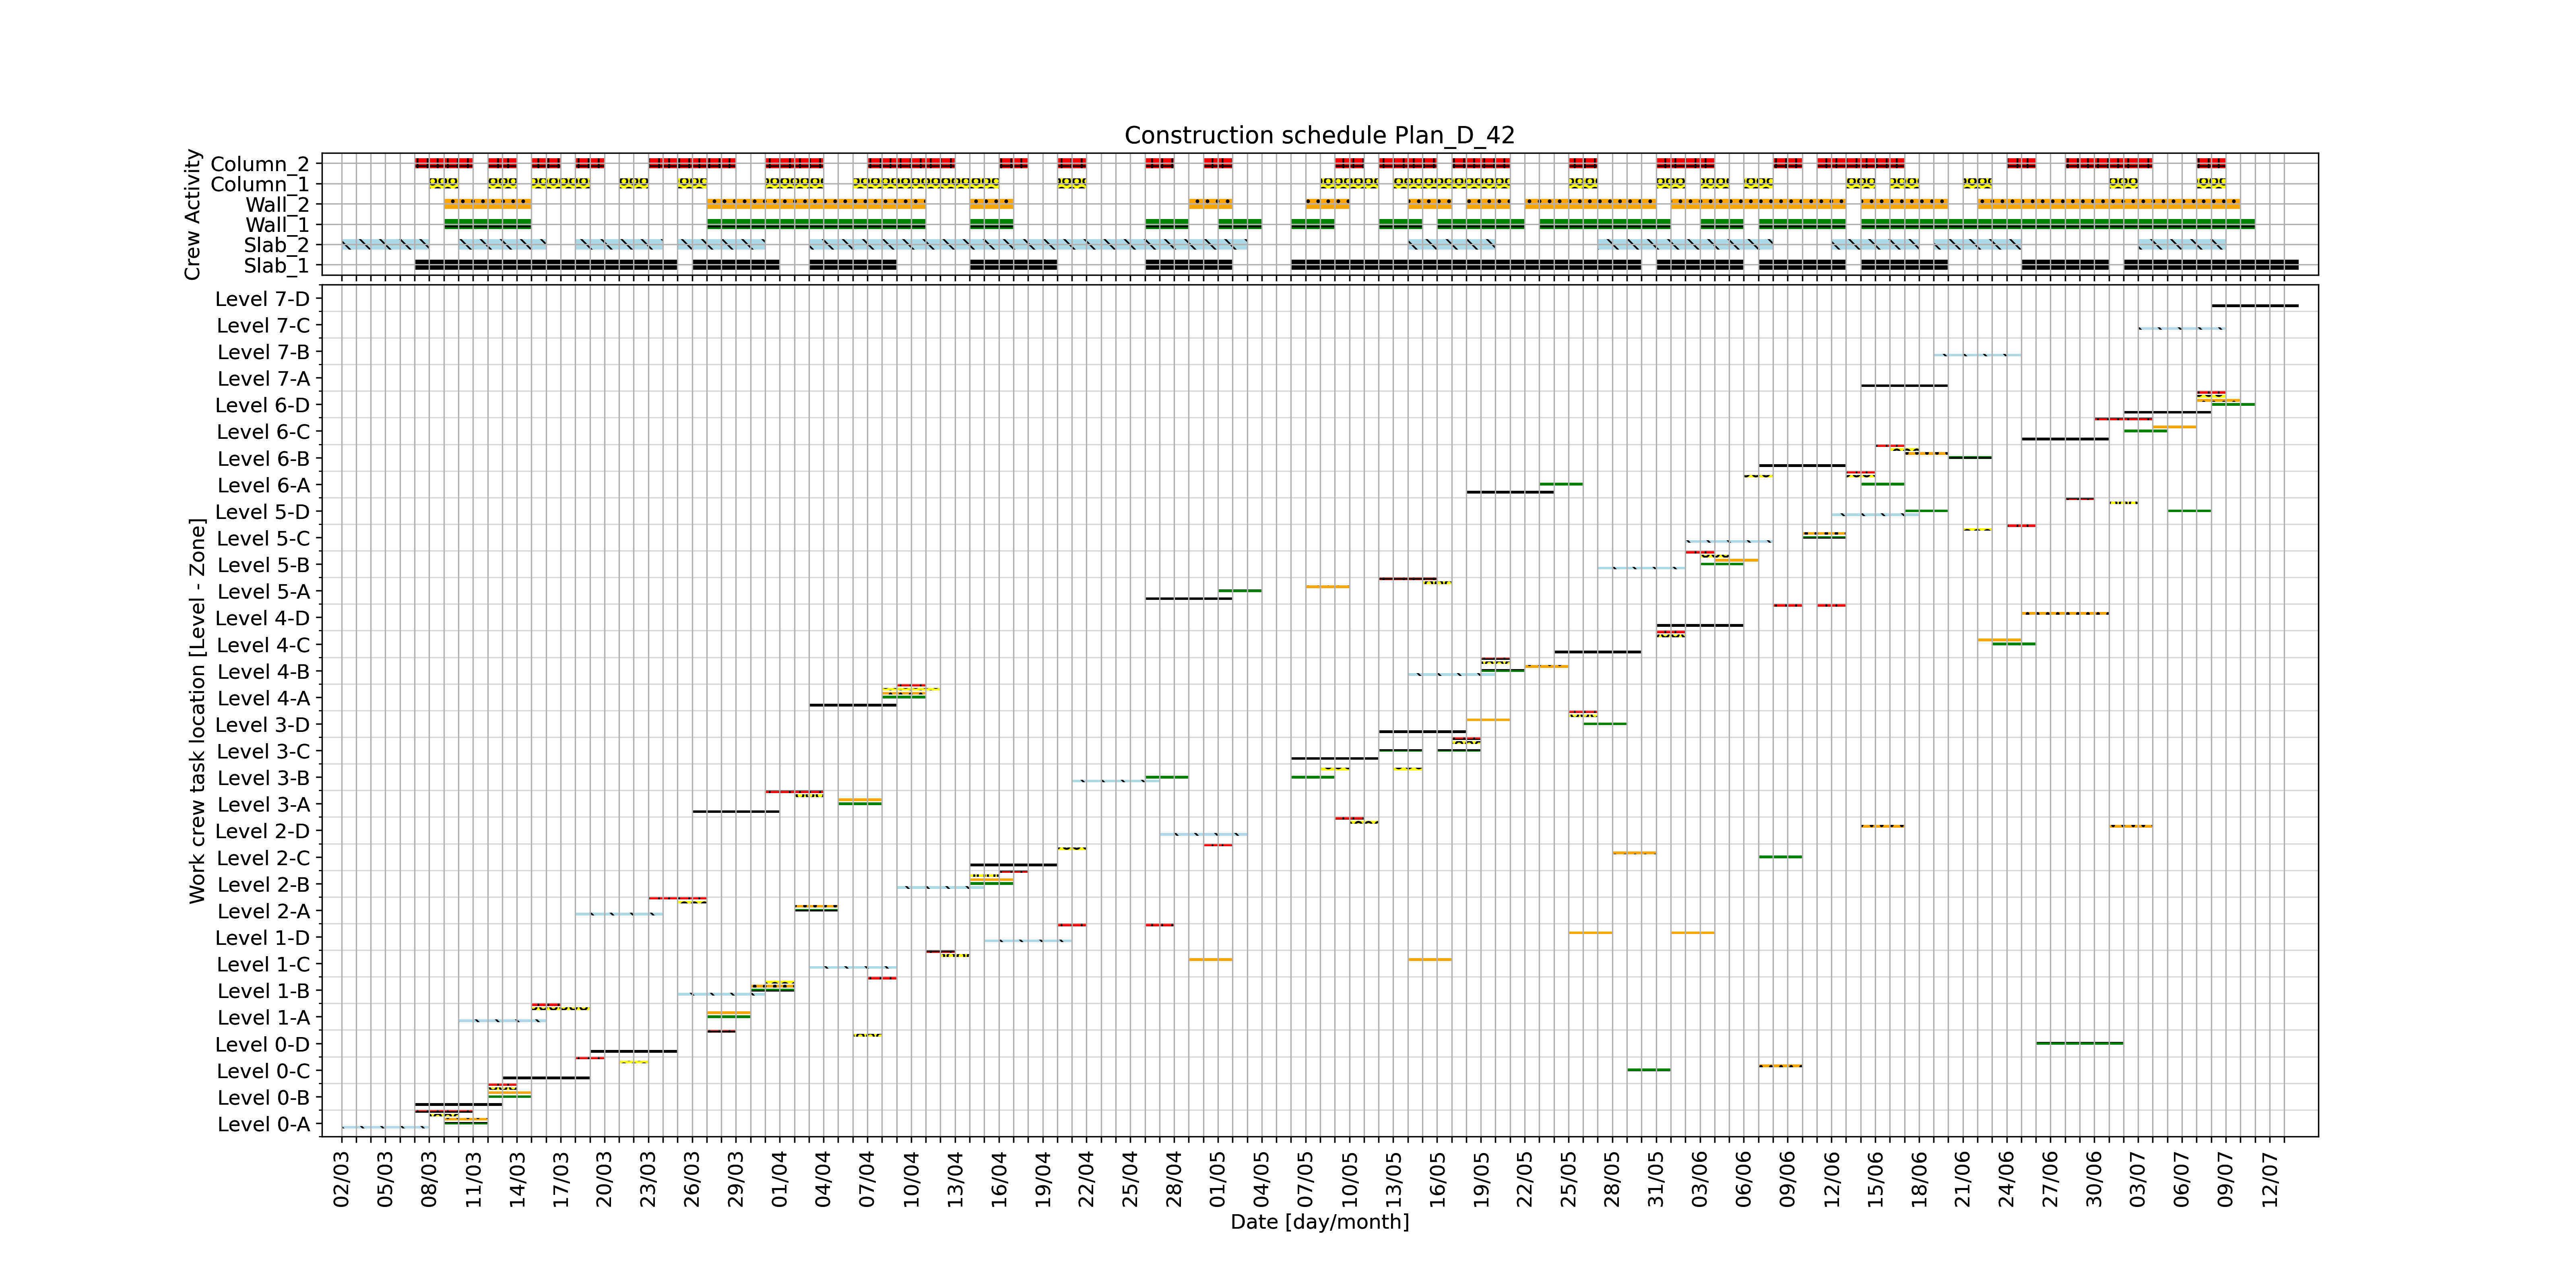 Construction schedule Plan_D_42
Crew Activity
Column_2
Column_1
Wall_2
Wall_1
Slab_2
Slab_1
Work crew task location [Level - Zone]
Level 7-D
Level 7-C
Level 7-B
Level 7-A
Level 6-D
Level 6-C
Level 6-B
Level 6-A
Level 5-D
Level 5-C
Level 5-B
Level 5-A
Level 4-D
Level 4-C
Level 4-B
Level 4-A
Level 3-D
Level 3-C
Level 3-B
Level 3-A
Level 2-D
Level 2-C
Level 2-B
Level 2-A
Level 1-D
Level 1-C
Level 1-B
Level 1-A
Level 0-D
Level 0-C
Level 0-B
Level 0-A
02/03
05/03
08/03
11/03
14/03
17/03
20/03
23/03
26/03
29/03
01/04
04/04
07/04
10/04
13/04
16/04
19/04
22/04
25/04
28/04
01/05
04/05
07/05
10/05
13/05
16/05
19/05
22/05
25/05
28/05
31/05
03/06
06/06
09/06
12/06
15/06
18/06
21/06
24/06
27/06
30/06
03/07
06/07
09/07
12/07
Date [day/month]